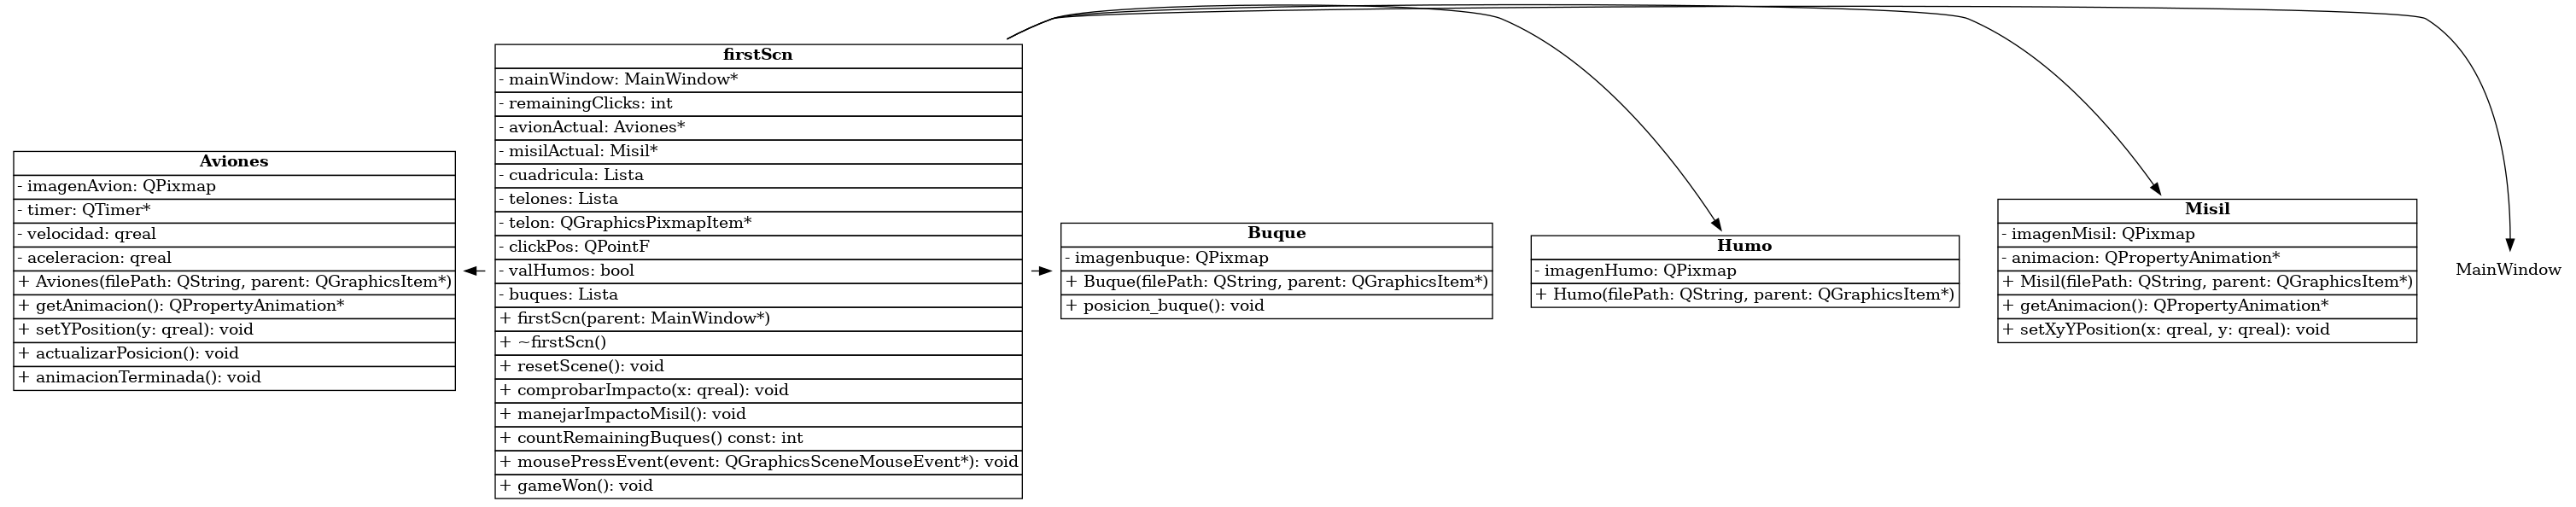 Aviones
- imagenAvion: QPixmap
- timer: QTimer*
- velocidad: qreal
- aceleracion: qreal
+ Aviones(filePath: QString, parent: QGraphicsItem*)
+ getAnimacion(): QPropertyAnimation*
+ setYPosition(y: qreal): void
+ actualizarPosicion(): void
+ animacionTerminada(): void
firstScn
- mainWindow: MainWindow*
- remainingClicks: int
- avionActual: Aviones*
- misilActual: Misil*
- cuadricula: Lista
- telones: Lista
- telon: QGraphicsPixmapItem*
- clickPos: QPointF
- valHumos: bool
- buques: Lista
+ firstScn(parent: MainWindow*)
+ ~firstScn()
+ resetScene(): void
+ comprobarImpacto(x: qreal): void
+ manejarImpactoMisil(): void
+ countRemainingBuques() const: int
+ mousePressEvent(event: QGraphicsSceneMouseEvent*): void
+ gameWon(): void
Buque
- imagenbuque: QPixmap
+ Buque(filePath: QString, parent: QGraphicsItem*)
+ posicion_buque(): void
Humo
- imagenHumo: QPixmap
+ Humo(filePath: QString, parent: QGraphicsItem*)
Misil
- imagenMisil: QPixmap
- animacion: QPropertyAnimation*
+ Misil(filePath: QString, parent: QGraphicsItem*)
+ getAnimacion(): QPropertyAnimation*
+ setXyYPosition(x: qreal, y: qreal): void
MainWindow